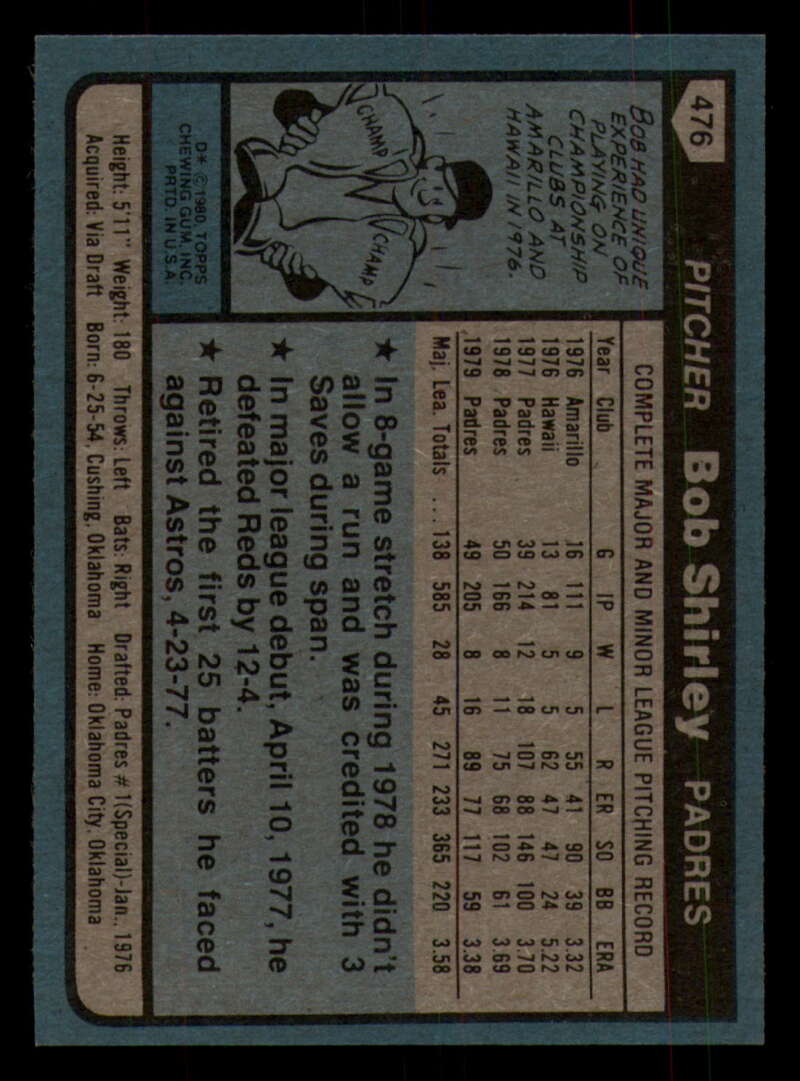 476
PITCHER Bob Shirley PADRES
BOB HAD UNIQUE
EXPERIENCE OF
PLAYING ON
CHAMPIONSHIP
CLUBS AT
AMARILLO AND
HAWAII IN 1976.
CHAMP
CHAMP
D* © 1980 TOPPS
CHEWING GUM, INC.
PRTD. IN U.S.A.
COMPLETE MAJOR AND MINOR LEAGUE PITCHING RECORD
Year Club G IP W L R ER SO BB ERA
1976 Amarillo 16 111 9 5 55 41 90 39 3.32
1976 Hawaii 13 81 5 5 62 47 47 24 5.22
1977 Padres 39 214 12 18 107 88 146 100 3.70
1978 Padres 50 166 8 11 75 68 102 61 3.69
1979 Padres 49 205 8 16 89 77 117 59 3.38
Maj. Lea. Totals ... 138 585 28 45 271 233 365 220 3.58
★ In 8-game stretch during 1978 he didn't
allow a run and was credited with 3
Saves during span.
★ In major league debut, April 10, 1977, he
defeated Reds by 12-4.
★ Retired the first 25 batters he faced
against Astros, 4-23-77.
Height: 5'11" Weight: 180 Throws: Left Bats: Right Drafted: Padres #1(Special)-Jan., 1976
Acquired: Via Draft Born: 6-25-54, Cushing, Oklahoma Home: Oklahoma City, Oklahoma